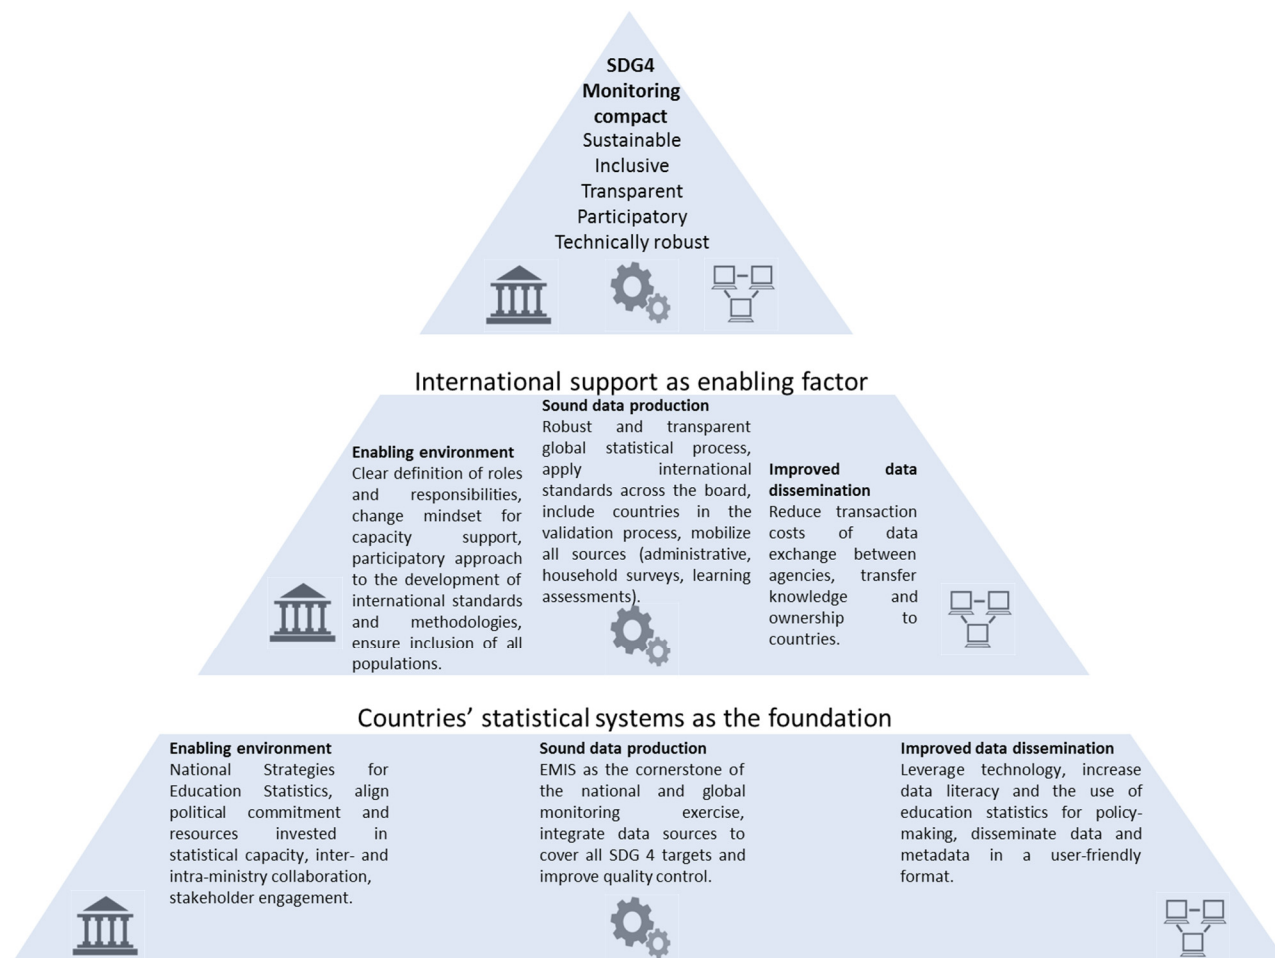 SDG4
Monitoring
compact
Sustainable
Inclusive
Transparent
Participatory
Technically robust
International support as enabling factor
Enabling environment
Clear definition of roles
and responsibilities,
change mindset for
capacity support,
participatory approach
to the development of
international standards
and methodologies,
ensure inclusion of all
populations.
Sound data production
Robust and transparent
global statistical process,
apply international
standards across the board,
include countries in the
validation process, mobilize
all sources (administrative,
household surveys, learning
assessments).
Improved data
dissemination
Reduce transaction
costs of data
exchange between
agencies, transfer
knowledge and
ownership to
countries.
Countries' statistical systems as the foundation
Enabling environment
National Strategies for
Education Statistics, align
political commitment and
resources invested in
statistical capacity, inter- and
intra-ministry collaboration,
stakeholder engagement.
Sound data production
EMIS as the cornerstone of
the national and global
monitoring exercise,
integrate data sources to
cover all SDG 4 targets and
improve quality control.
Improved data dissemination
Leverage technology, increase
data literacy and the use of
education statistics for policy-
making, disseminate data and
metadata in a user-friendly
format.